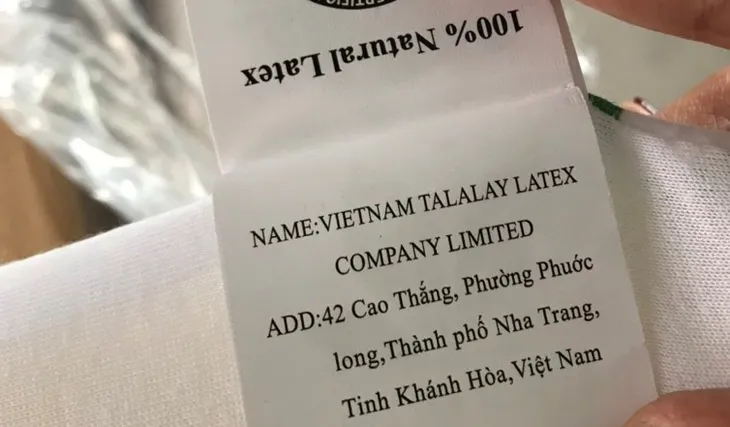 100% Natural Latex
NAME:VIETNAM TALALAY LATEX
COMPANY LIMITED
ADD:42 Cao Thắng, Phường Phuớc
long,Thành phố Nha Trang,
Tinh Khánh Hòa,Việt Nam